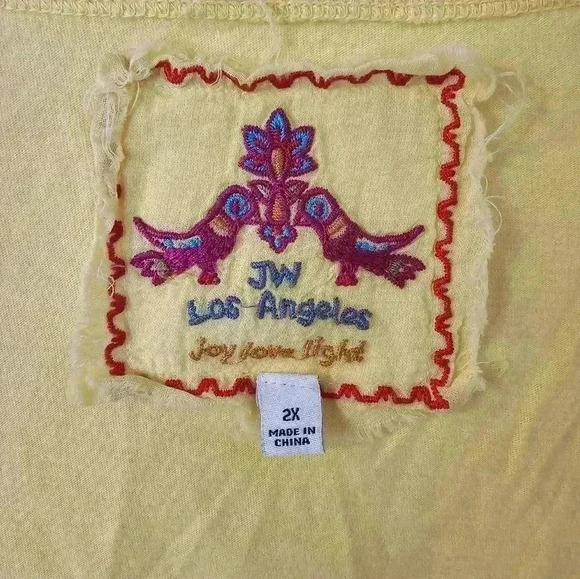 JW
Los Angeles
joy love light
2X
MADE IN
CHINA